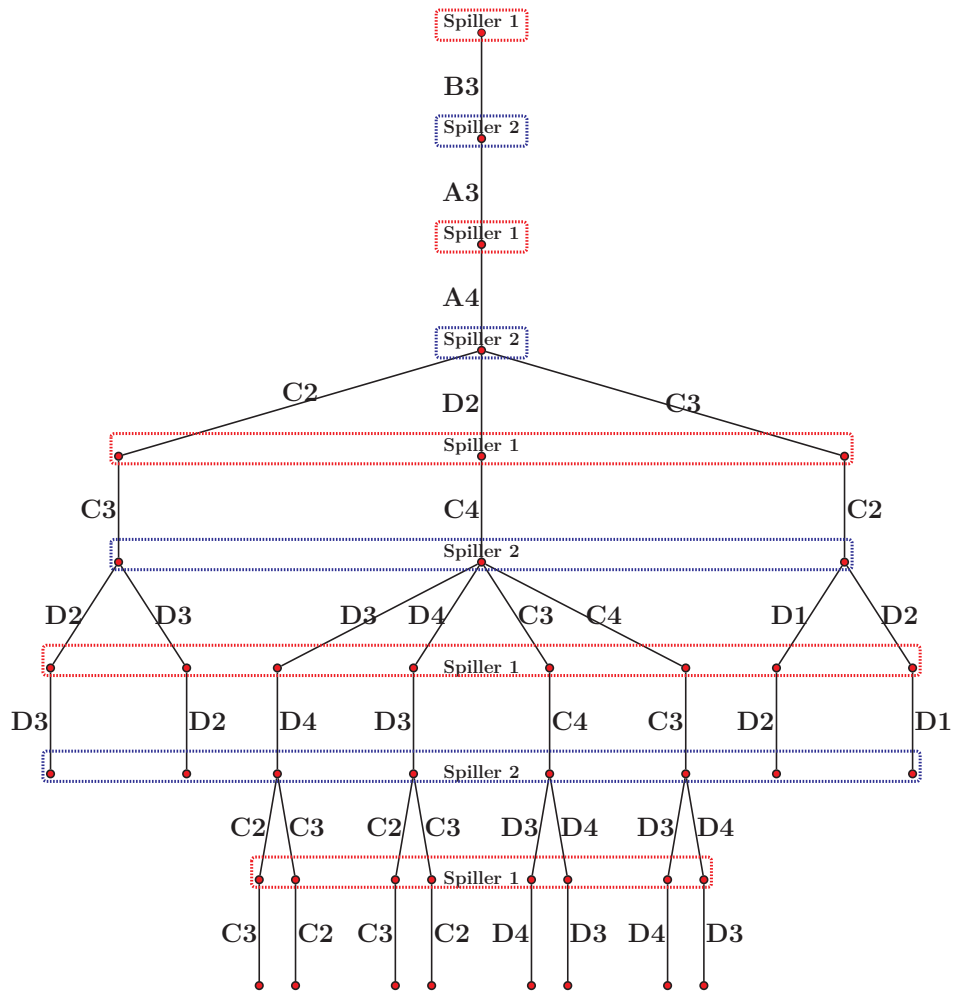 Spiller 1
B3
Spiller 2
A3
Spiller 1
A4
Spiller 2
C2 D2 C3
Spiller 1
C3 C4 C2
Spiller 2
D2 D3 D3 D4 C3 C4 D1 D2
Spiller 1
D3 D2 D4 D3 C4 C3 D2 D1
Spiller 2
C2 C3 C2 C3 D3 D4 D3 D4
Spiller 1
C3 C2 C3 C2 D4 D3 D4 D3